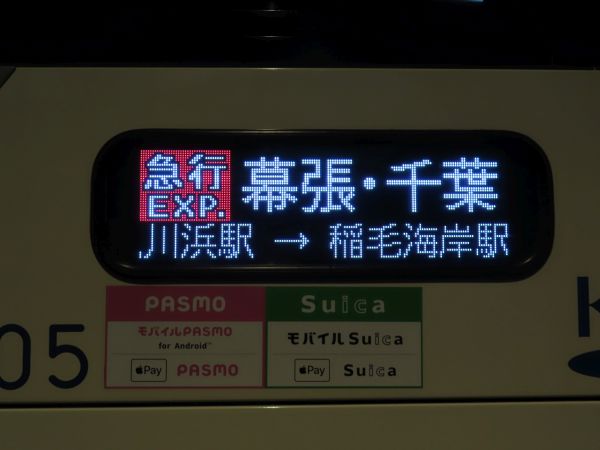 急行 幕張・千葉
EXP.
川浜駅 → 稲毛海岸駅
PASMO
モバイルPASMO
for Android™
Pay PASMO
Suica
モバイルSuica
Pay Suica
05
K